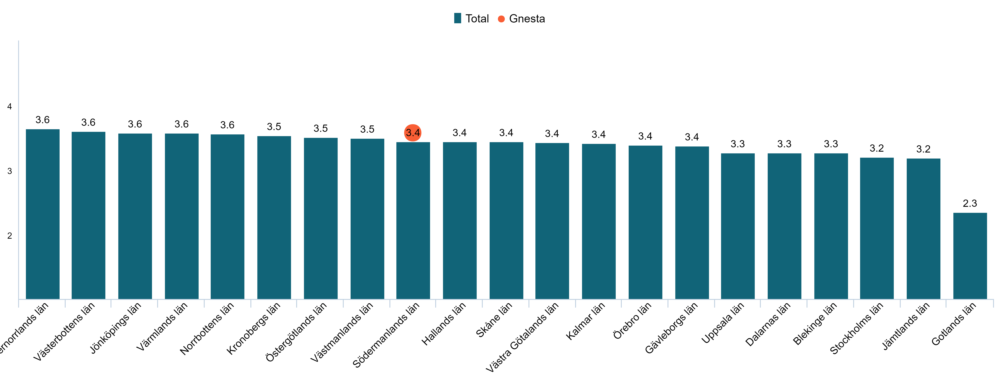 Total Gnesta
4
3
2
3.6 3.6 3.6 3.6 3.6 3.5 3.5 3.5 3.4 3.4 3.4 3.4 3.4 3.4 3.4 3.3 3.3 3.3 3.2 3.2 2.3
ernorrlands län
Västerbottens län
Jönköpings län
Värmlands län
Norrbottens län
Kronobergs län
Östergötlands län
Västmanlands län
Södermanlands län
Hallands län
Skåne län
Västra Götalands län
Kalmar län
Örebro län
Gävleborgs län
Uppsala län
Dalarnas län
Blekinge län
Stockholms län
Jämtlands län
Gotlands län